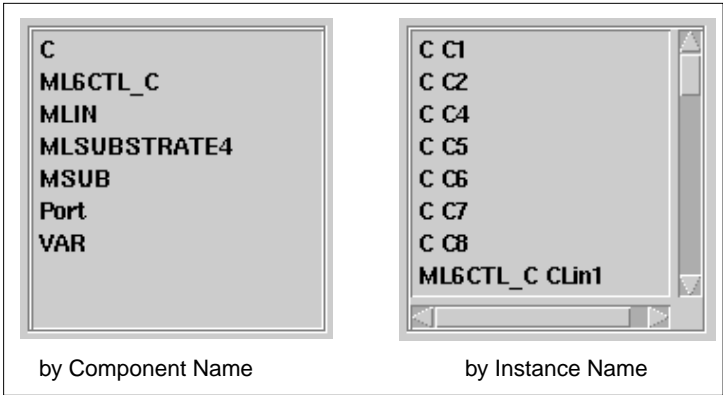 C
ML6CTL_C
MLIN
MLSUBSTRATE4
MSUB
Port
VAR
by Component Name
C C1
C C2
C C4
C C5
C C6
C C7
C C8
ML6CTL_C CLin1
by Instance Name